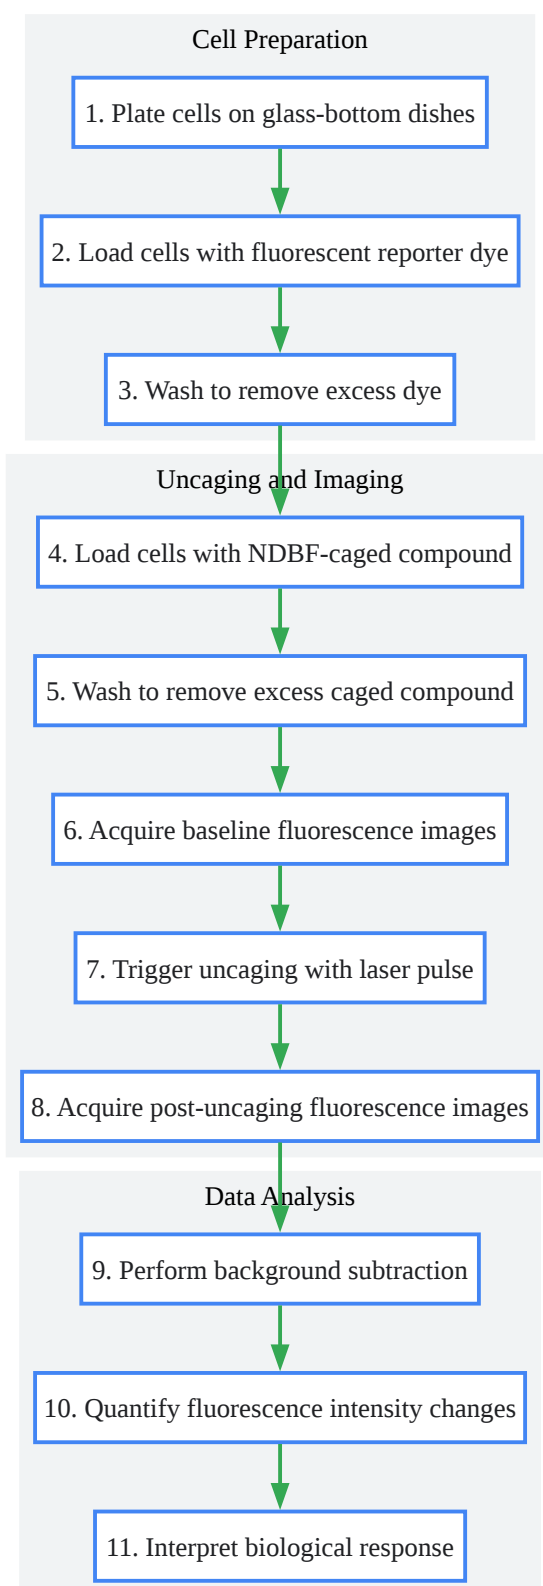 Cell Preparation
1. Plate cells on glass-bottom dishes
2. Load cells with fluorescent reporter dye
3. Wash to remove excess dye
Uncaging and Imaging
4. Load cells with NDBF-caged compound
5. Wash to remove excess caged compound
6. Acquire baseline fluorescence images
7. Trigger uncaging with laser pulse
8. Acquire post-uncaging fluorescence images
Data Analysis
9. Perform background subtraction
10. Quantify fluorescence intensity changes
11. Interpret biological response